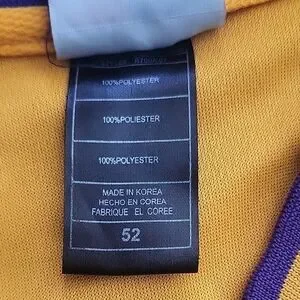 100%POLYESTER
100%POLIESTER
100%POLYESTER
MADE IN KOREA
HECHO EN COREA
FABRIQUE EL COREE
52